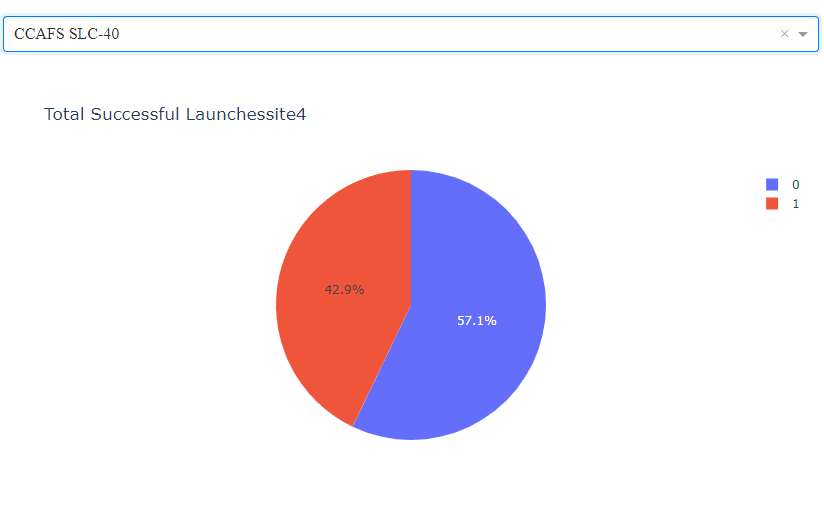 CCAFS SLC-40
Total Successful Launchessite4
0
1
42.9%
57.1%